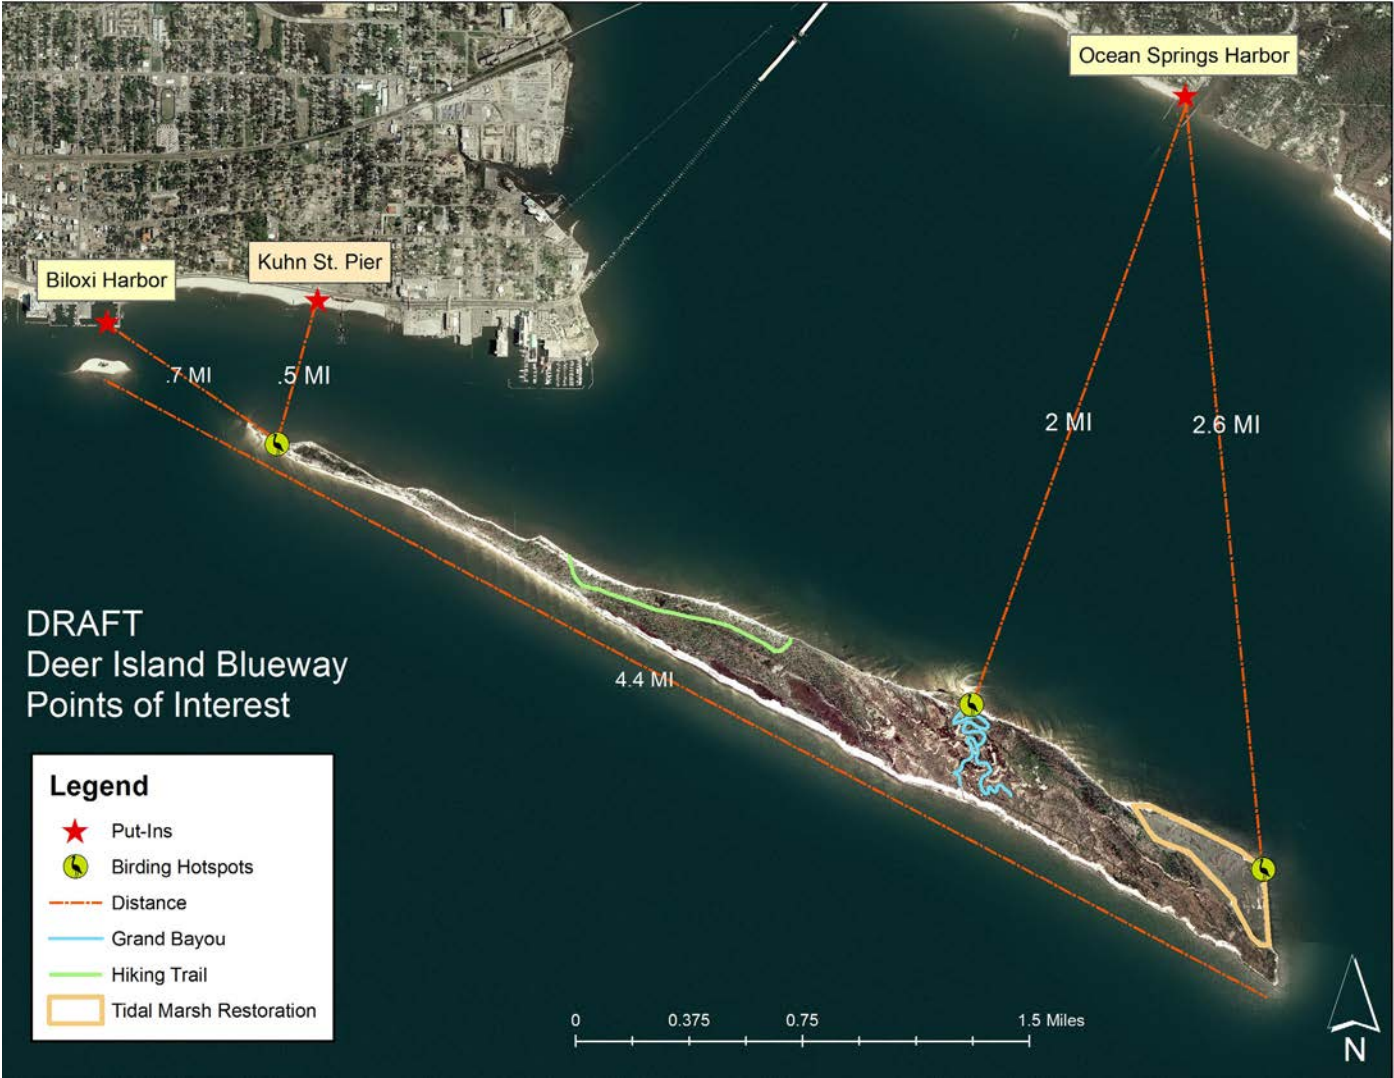 Ocean Springs Harbor
Kuhn St. Pier
Biloxi Harbor
.7 MI
.5 MI
2 MI
2.6 MI
4.4 MI
DRAFT
Deer Island Blueway
Points of Interest
Legend
Put-Ins
Birding Hotspots
Distance
Grand Bayou
Hiking Trail
Tidal Marsh Restoration
0 0.375 0.75 1.5 Miles
N